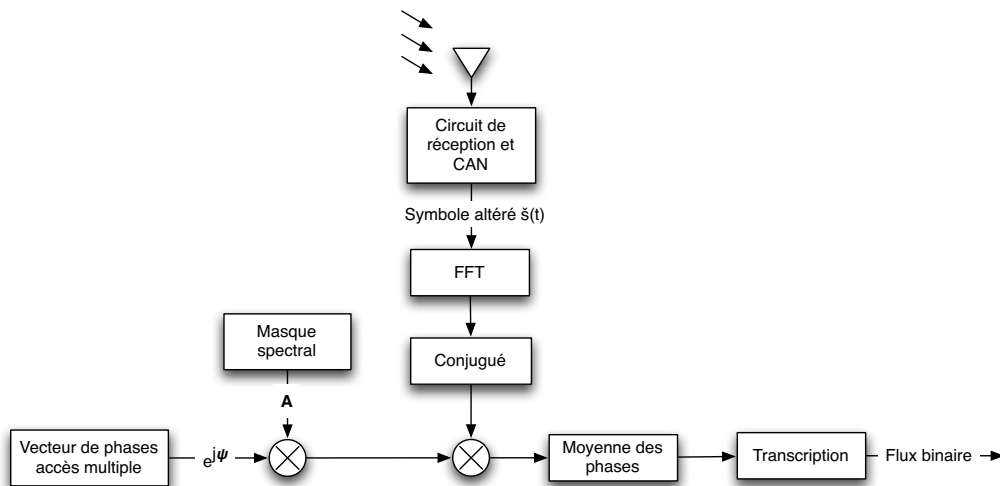 Circuit de
réception et
CAN
Symbole altéré š(t)
FFT
Masque
spectral
Conjugué
A
Vecteur de phases
accès multiple
e^jψ
Moyenne des
phases
Transcription
Flux binaire